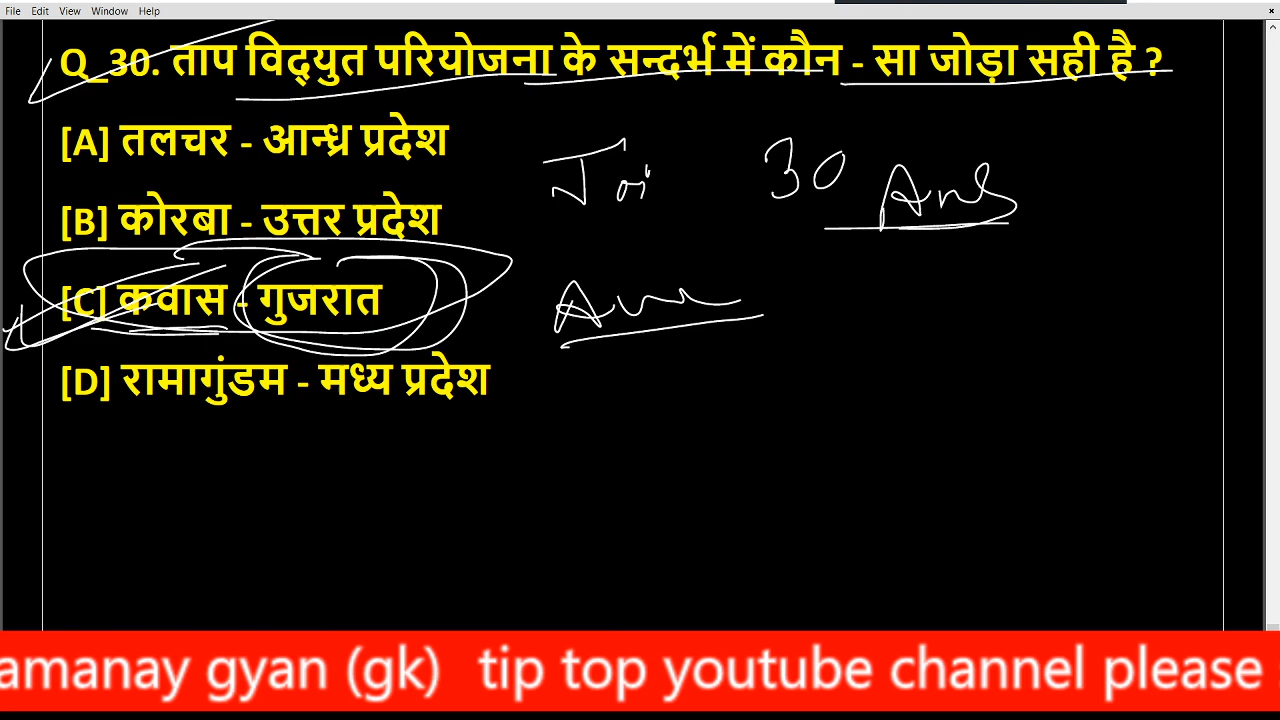 File Edit View Window Help
Q_30. ताप विद्युत परियोजना के सन्दर्भ में कौन - सा जोड़ा सही है ?
[A] तलचर - आन्ध्र प्रदेश
[B] कोरबा - उत्तर प्रदेश
30 Ans
[C] कवास - गुजरात
[D] रामागुंडम - मध्य प्रदेश
amanay gyan (gk) tip top youtube channel please